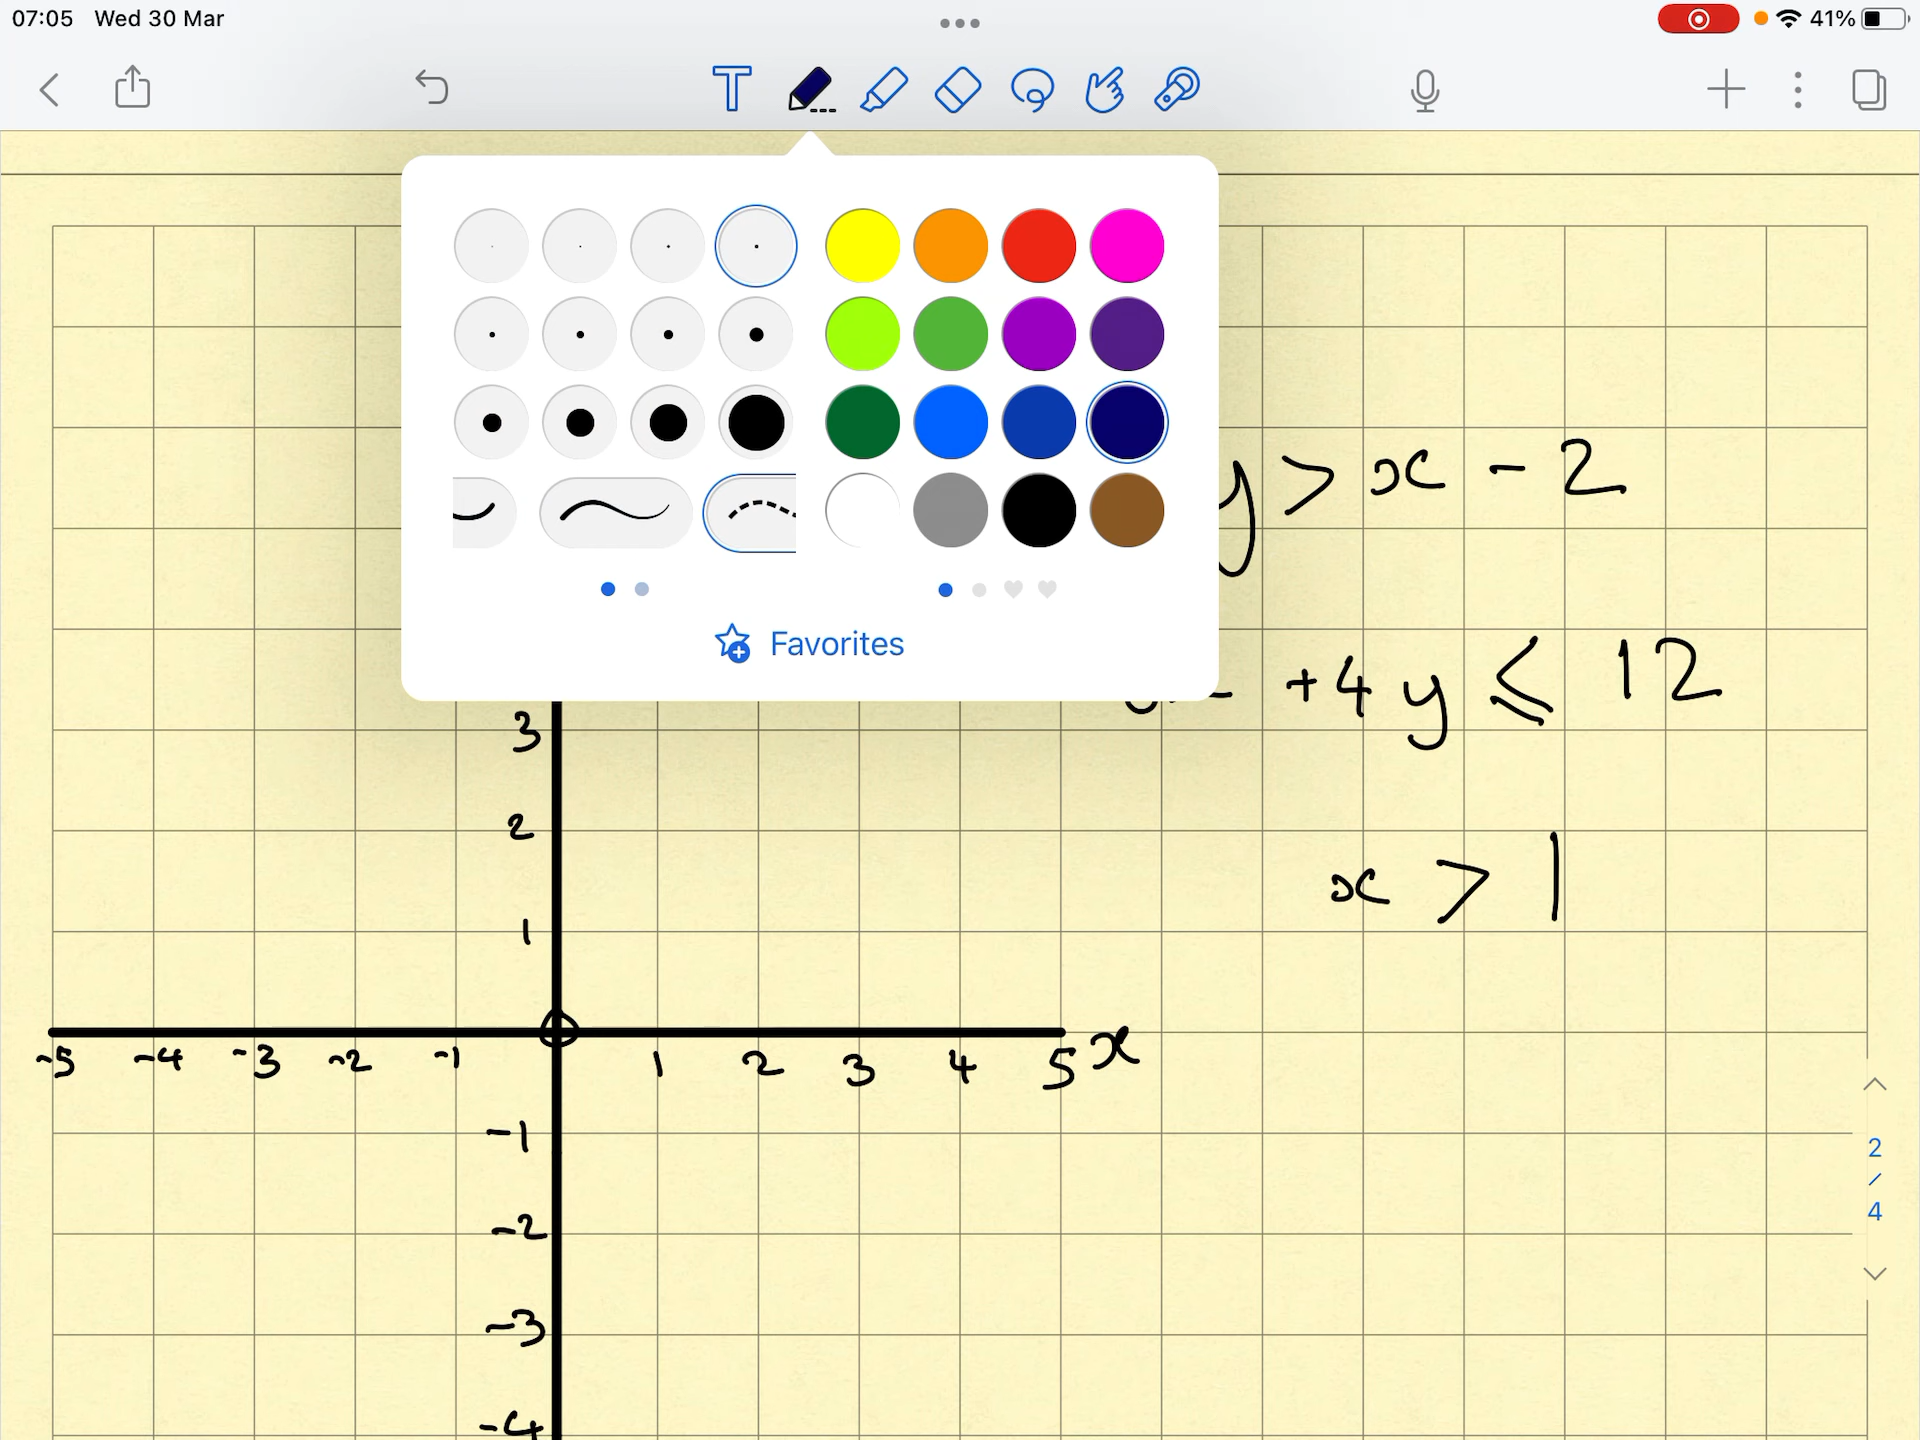 07:05 Wed 30 Mar
41%
T
Favorites
y > x - 2
+4y ⩽ 12
x > 1
3
2
1
-5 -4 -3 -2 -1 1 2 3 4 5 x
-1
-2
-3
-4
2
/
4